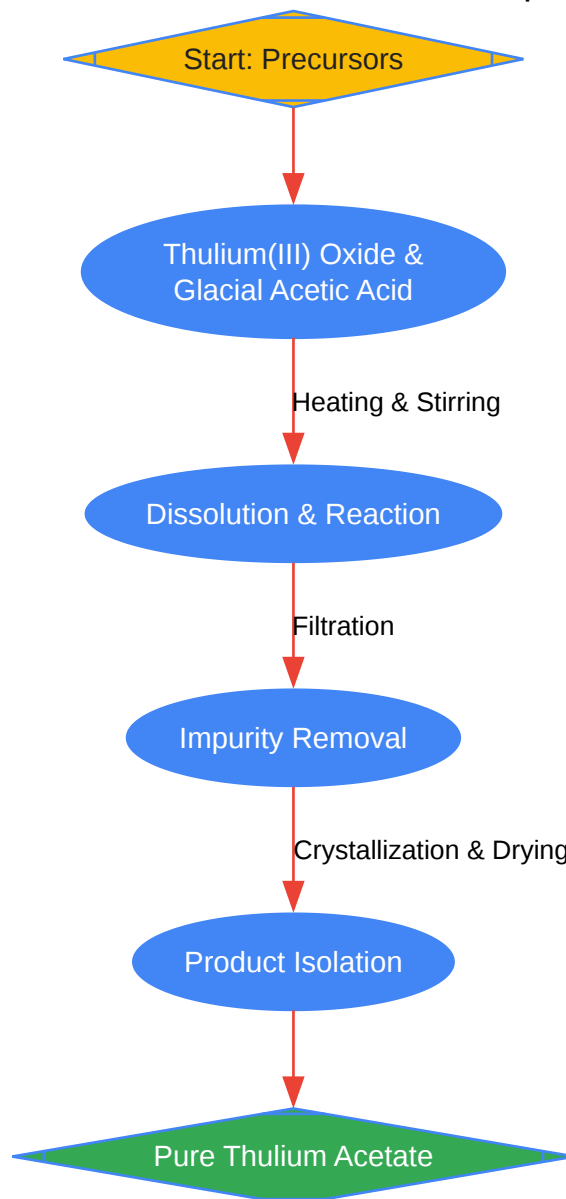 Start: Precursors
Thulium(III) Oxide &
Glacial Acetic Acid
Heating & Stirring
Dissolution & Reaction
Filtration
Impurity Removal
Crystallization & Drying
Product Isolation
Pure Thulium Acetate